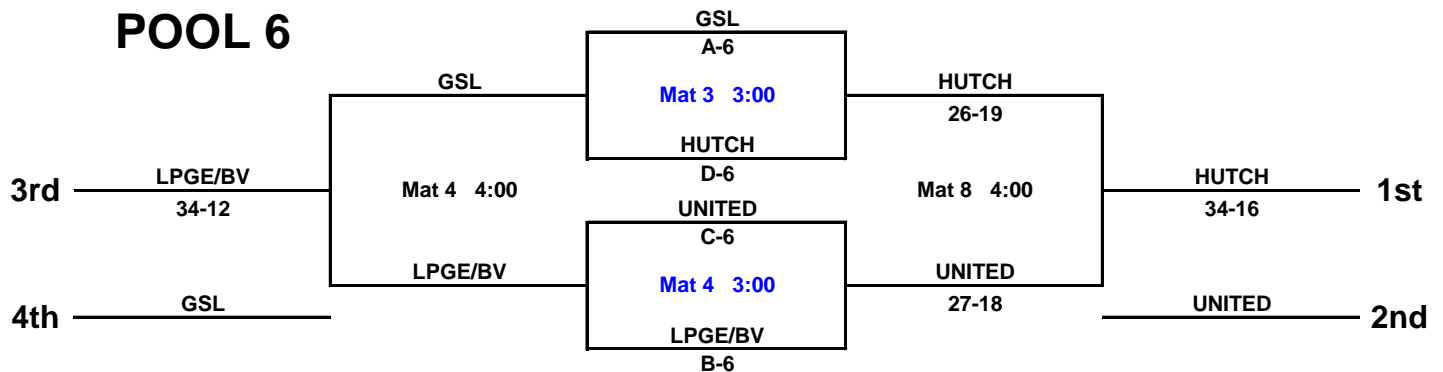 POOL 6
GSL
A-6
GSL
Mat 3 3:00
HUTCH
26-19
HUTCH
D-6
3rd
LPGE/BV
34-12
Mat 4 4:00
Mat 8 4:00
HUTCH
34-16
1st
UNITED
C-6
LPGE/BV
Mat 4 3:00
UNITED
27-18
4th
GSL
UNITED
2nd
LPGE/BV
B-6